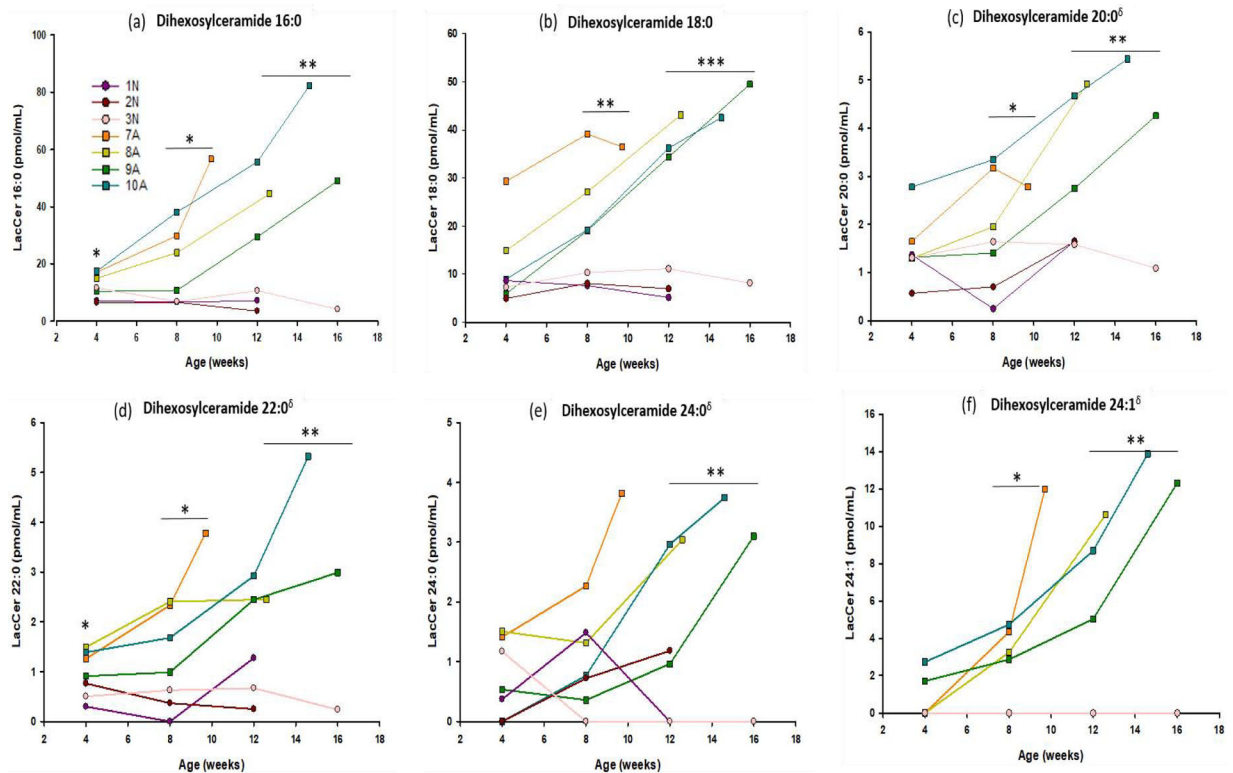 (a) Dihexosylceramide 16:0
LacCer 16:0 (pmol/mL)
100
80
60
40
20
0
1N
2N
3N
7A
8A
9A
10A
*
*
**
2 4 6 8 10 12 14 16 18
Age (weeks)
(b) Dihexosylceramide 18:0
LacCer 18:0 (pmol/mL)
60
50
40
30
20
10
0
**
***
2 4 6 8 10 12 14 16 18
Age (weeks)
(c) Dihexosylceramide 20:0δ
LacCer 20:0 (pmol/mL)
6
5
4
3
2
1
0
*
**
2 4 6 8 10 12 14 16 18
Age (weeks)
(d) Dihexosylceramide 22:0δ
LacCer 22:0 (pmol/mL)
6
5
4
3
2
1
0
*
*
**
2 4 6 8 10 12 14 16 18
Age (weeks)
(e) Dihexosylceramide 24:0δ
LacCer 24:0 (pmol/mL)
5
4
3
2
1
0
**
2 4 6 8 10 12 14 16 18
Age (weeks)
(f) Dihexosylceramide 24:1δ
LacCer 24:1 (pmol/mL)
16
14
12
10
8
6
4
2
0
*
**
2 4 6 8 10 12 14 16 18
Age (weeks)